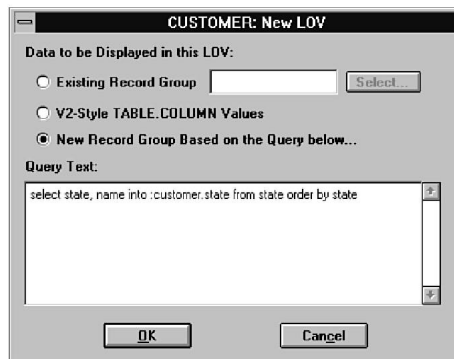 CUSTOMER: New LOV
Data to be Displayed in this LOV:
Existing Record Group
Select...
V2-Style TABLE.COLUMN Values
New Record Group Based on the Query below...
Query Text:
select state, name into :customer.state from state order by state
OK
Cancel